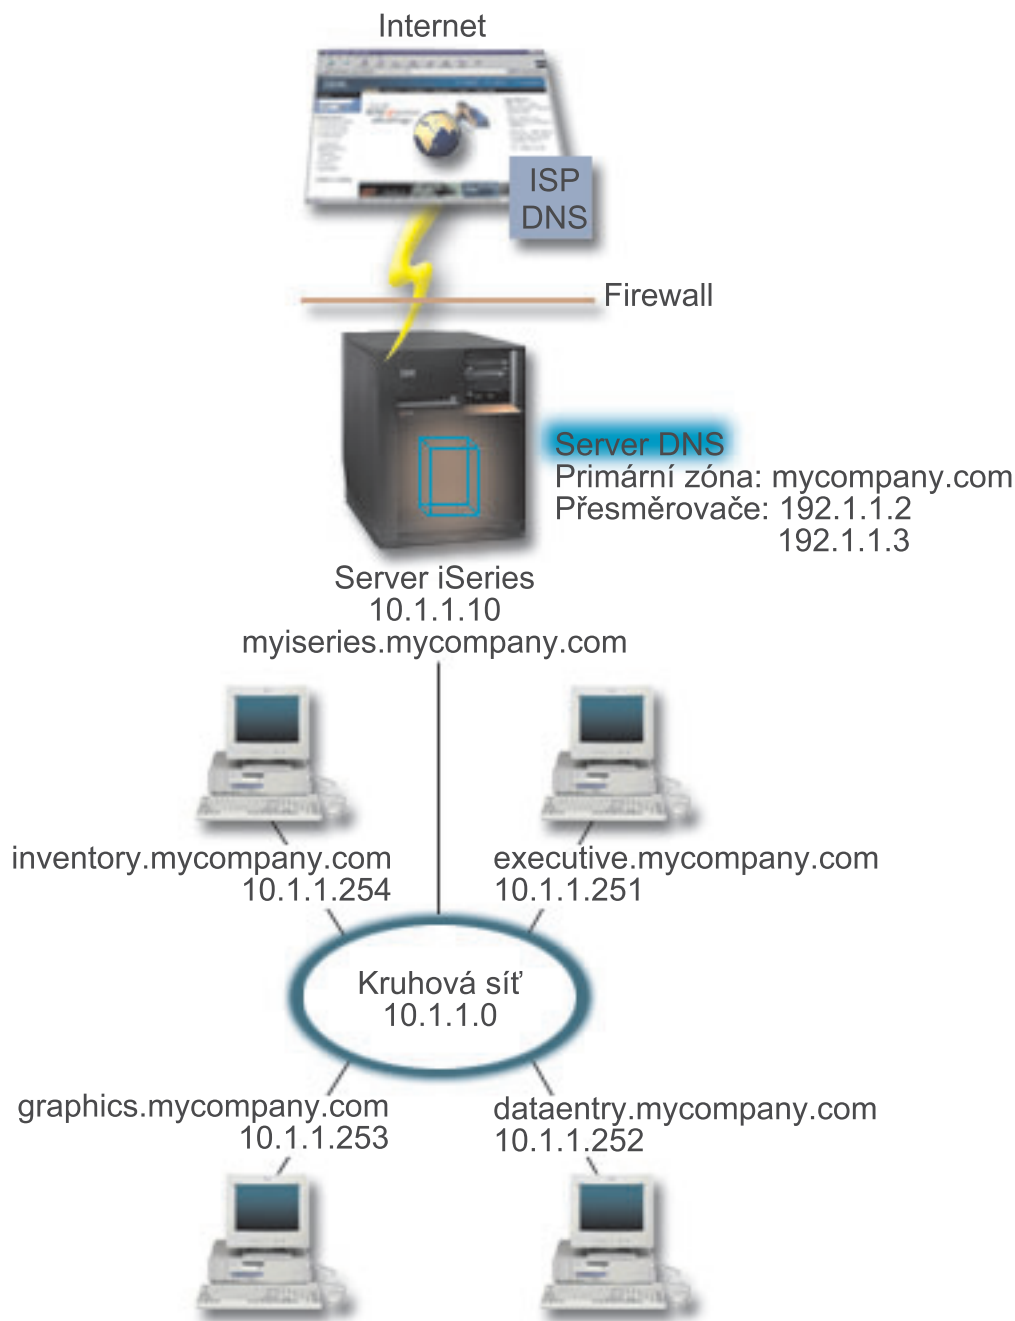 Internet
ISP
DNS
Firewall
Server DNS
Primární zóna: mycompany.com
Přesměrovače: 192.1.1.2
192.1.1.3
Server iSeries
10.1.1.10
myiseries.mycompany.com
inventory.mycompany.com
10.1.1.254
executive.mycompany.com
10.1.1.251
Kruhová síť
10.1.1.0
graphics.mycompany.com
10.1.1.253
dataentry.mycompany.com
10.1.1.252